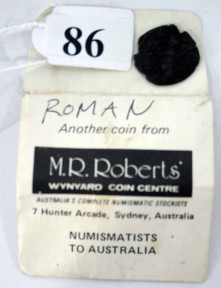 86
ROMAN
Another coin from
M.R. Roberts'
WYNYARD COIN CENTRE
AUSTRALIA'S COMPLETE NUMISMATIC STOCKISTS
7 Hunter Arcade, Sydney, Australia
NUMISMATISTS
TO AUSTRALIA